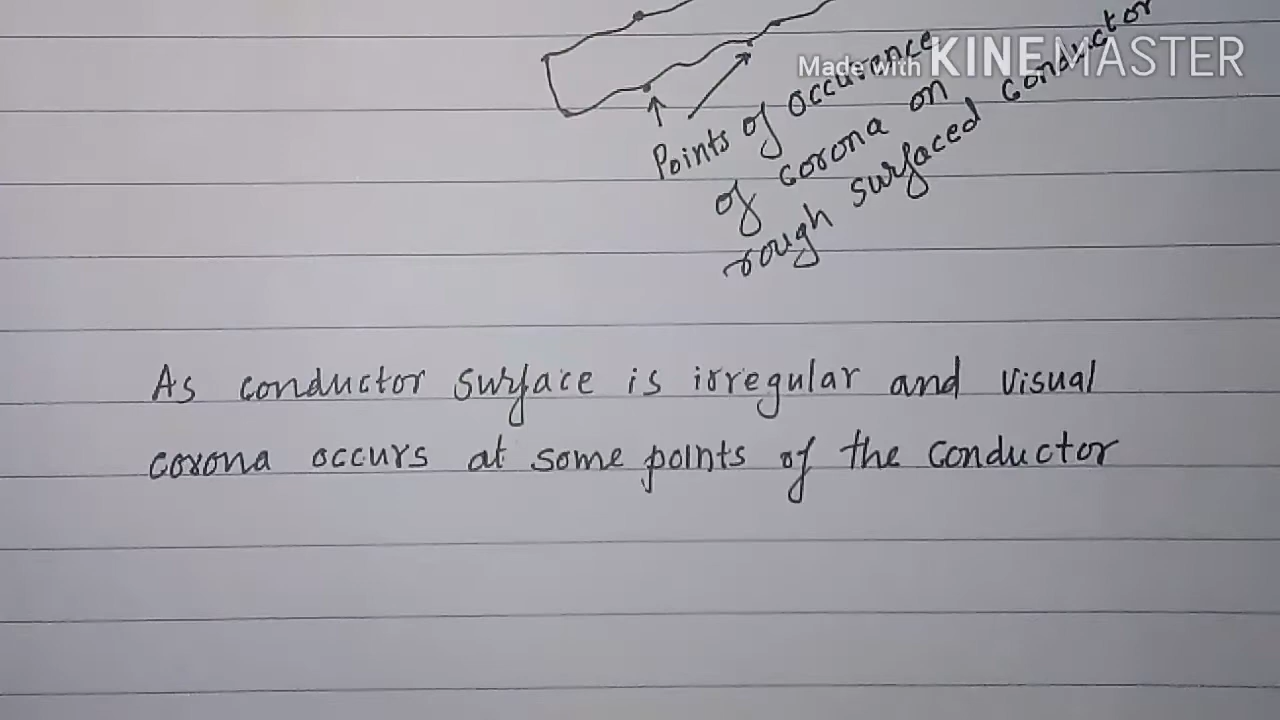 Made with KINEMASTER
Points of occurence
of corona on
rough surfaced conductor
As conductor surface is irregular and visual
corona occurs at some points of the conductor